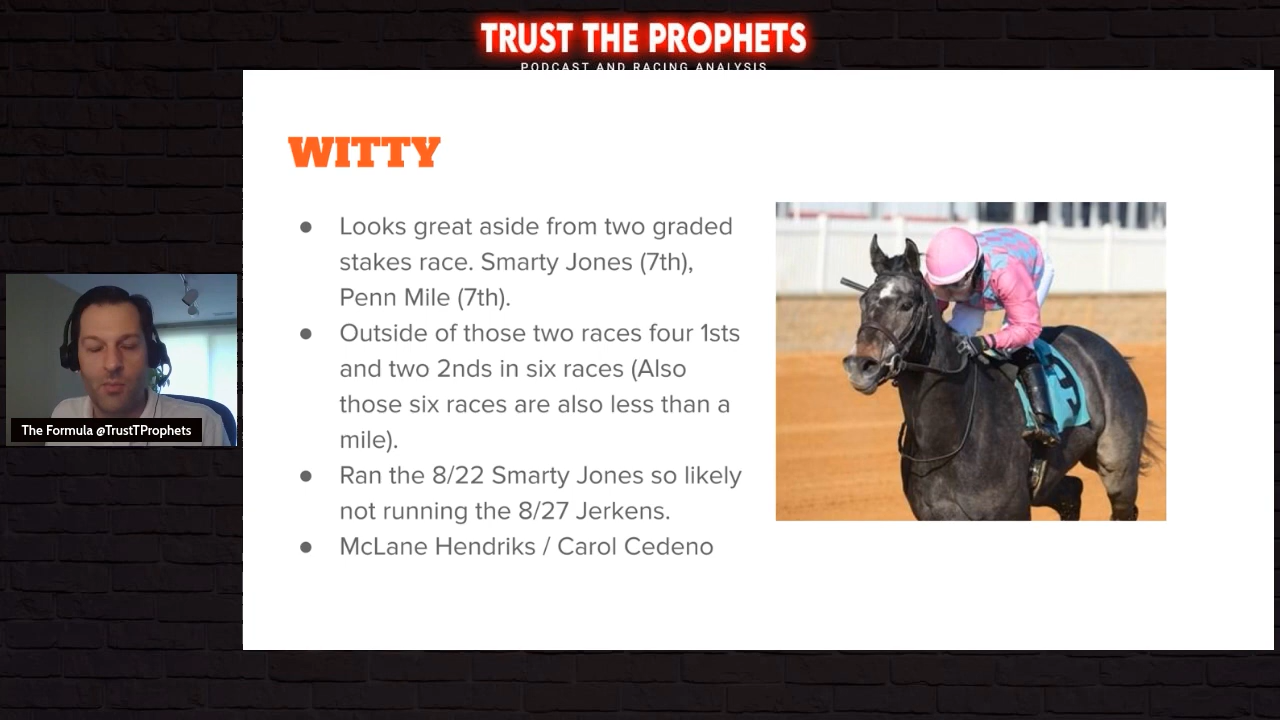 TRUST THE PROPHETS
PODCAST AND RACING ANALYSIS
WITTY
● Looks great aside from two graded
stakes race. Smarty Jones (7th),
Penn Mile (7th).
● Outside of those two races four 1sts
and two 2nds in six races (Also
those six races are also less than a
mile).
● Ran the 8/22 Smarty Jones so likely
not running the 8/27 Jerkens.
● McLane Hendriks / Carol Cedeno
The Formula @TrustTProphets